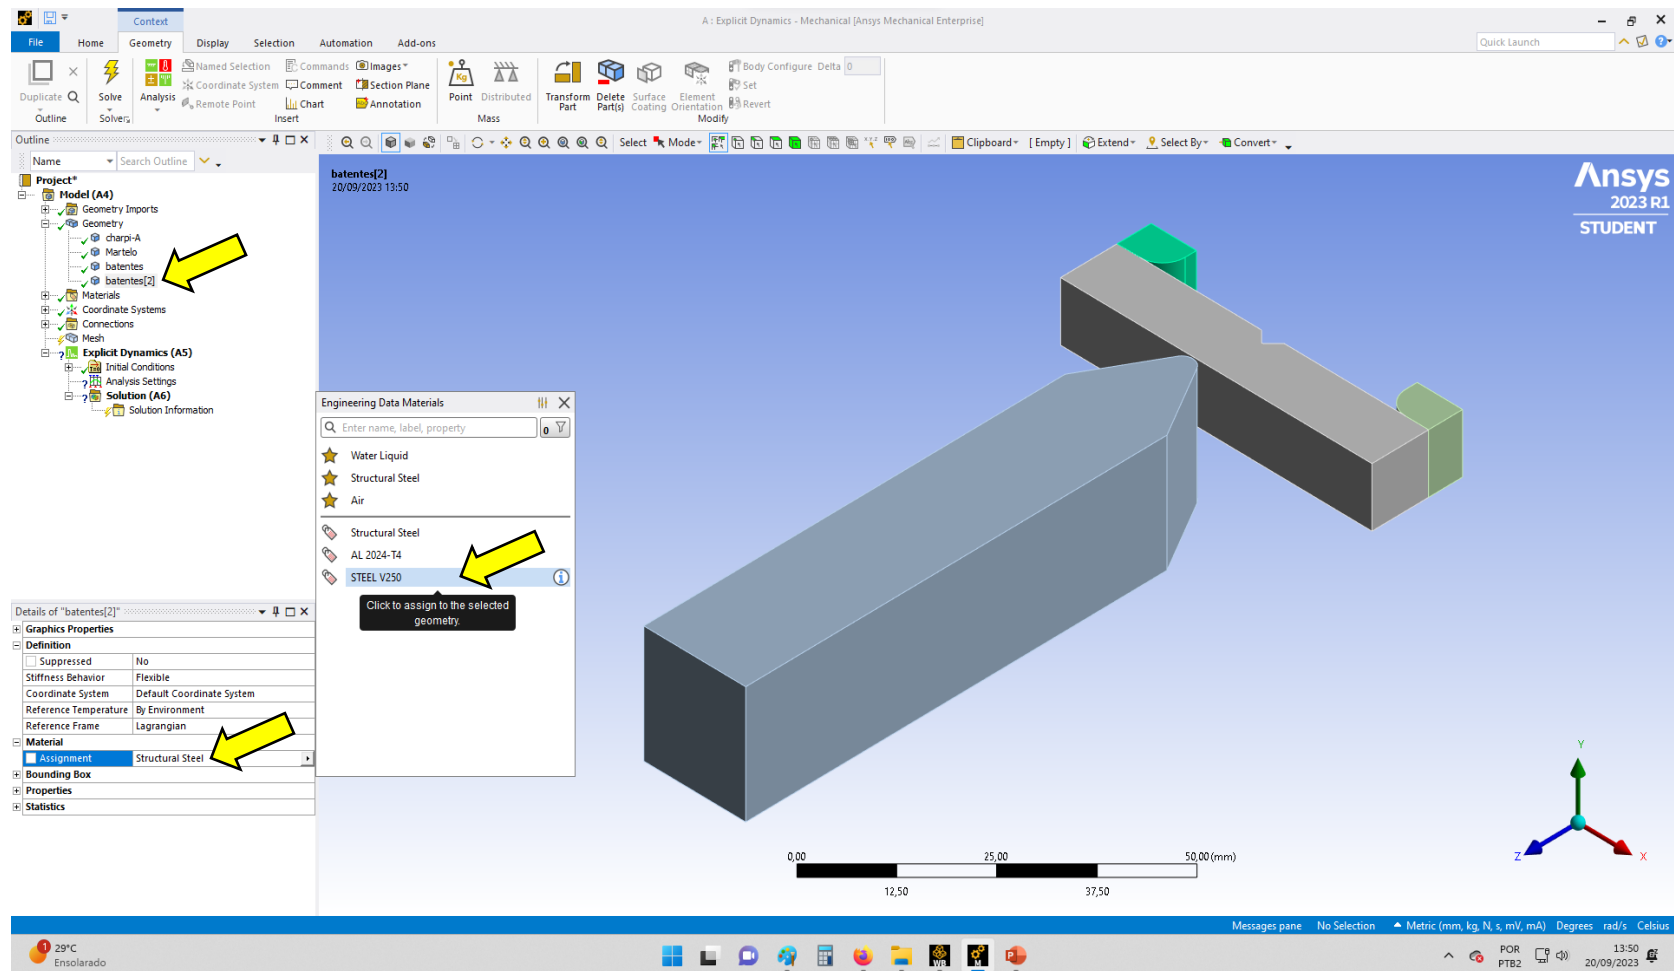 Context
A : Explicit Dynamics - Mechanical [Ansys Mechanical Enterprise]
File Home Geometry Display Selection Automation Add-ons
Quick Launch
Duplicate
Outline
Solve
Solvers
Analysis
Named Selection
Coordinate System
Remote Point
Commands
Comment
Chart
Images
Section Plane
Annotation
Insert
Kg
Point
Distributed
Mass
Transform Part
Delete Part(s)
Surface Coating
Element Orientation
Body Configure Delta 0
Set
Revert
Modify
Outline
Select Mode Clipboard [ Empty ] Extend Select By Convert
Name Search Outline
Project*
Model (A4)
Geometry Imports
Geometry
charpi-A
Martelo
batentes
batentes[2]
Materials
Coordinate Systems
Connections
Mesh
Explicit Dynamics (A5)
Initial Conditions
Analysis Settings
Solution (A6)
Solution Information
batentes[2]
20/09/2023 13:50
Ansys
2023 R1
STUDENT
Engineering Data Materials
Enter name, label, property 0
Water Liquid
Structural Steel
Air
Structural Steel
AL 2024-T4
STEEL V250
Click to assign to the selected
geometry.
Details of "batentes[2]"
Graphics Properties
Definition
Suppressed No
Stiffness Behavior Flexible
Coordinate System Default Coordinate System
Reference Temperature By Environment
Reference Frame Lagrangian
Material
Assignment Structural Steel
Bounding Box
Properties
Statistics
Y
Z X
0,00 25,00 50,00 (mm)
12,50 37,50
Messages pane No Selection Metric (mm, kg, N, s, mV, mA) Degrees rad/s Celsius
1
29°C
Ensolarado
WB
M
P
POR
PTB2
13:50
20/09/2023